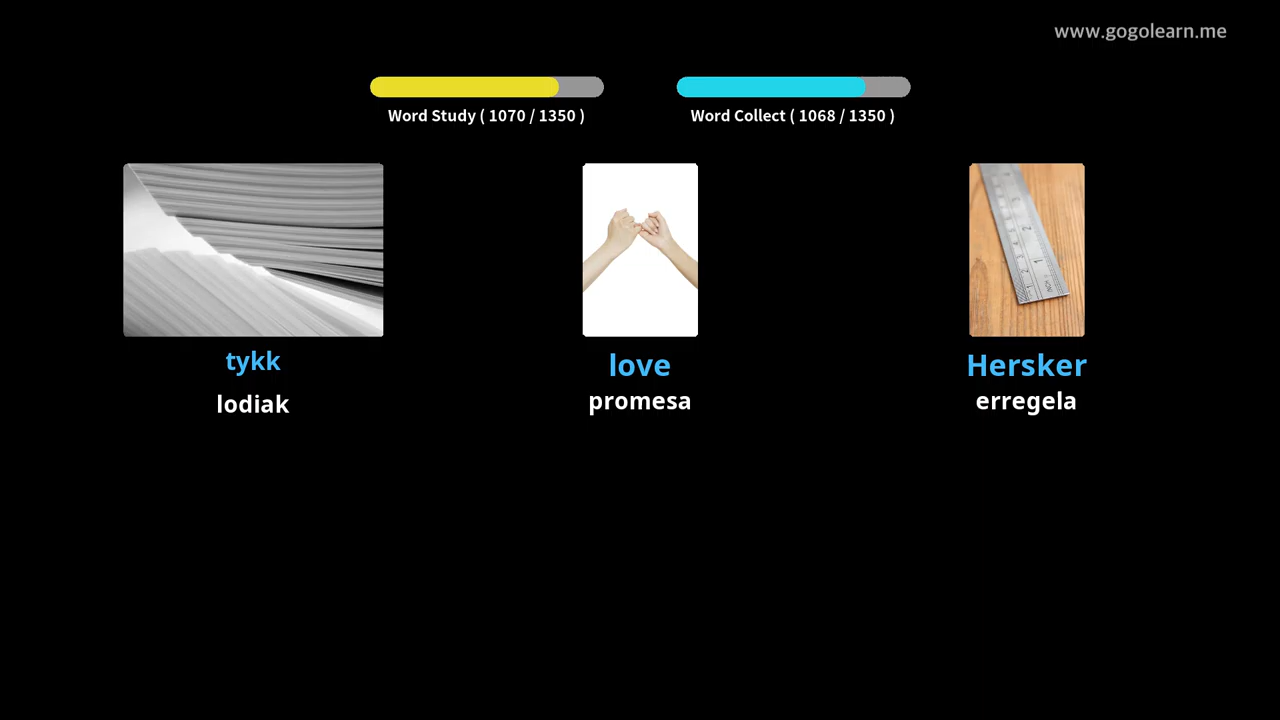 www.gogolearn.me
Word Study ( 1070 / 1350 )
Word Collect ( 1068 / 1350 )
tykk
lodiak
love
promesa
Hersker
erregela